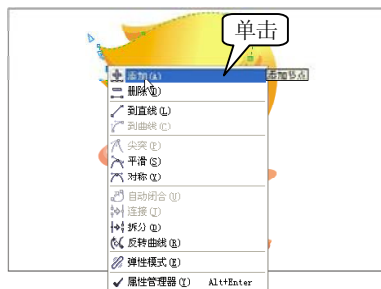 单击
添加(A)
添加节点
删除(D)
到直线(L)
到曲线(C)
尖突(P)
平滑(S)
对称(Y)
自动闭合(U)
连接(J)
拆分(B)
反转曲线(R)
弹性模式(E)
属性管理器(I) Alt+Enter